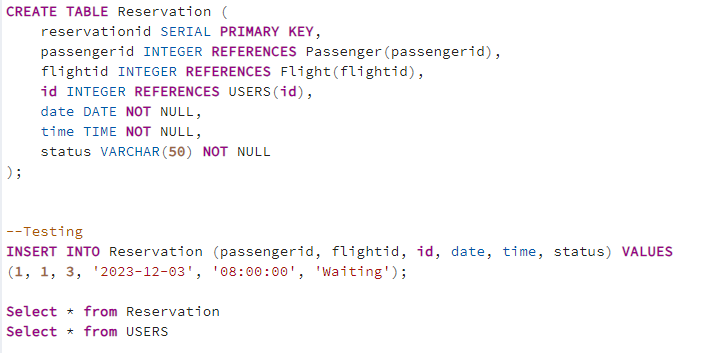 CREATE TABLE Reservation (
    reservationid SERIAL PRIMARY KEY,
    passengerid INTEGER REFERENCES Passenger(passengerid),
    flightid INTEGER REFERENCES Flight(flightid),
    id INTEGER REFERENCES USERS(id),
    date DATE NOT NULL,
    time TIME NOT NULL,
    status VARCHAR(50) NOT NULL
);
--Testing
INSERT INTO Reservation (passengerid, flightid, id, date, time, status) VALUES
(1, 1, 3, '2023-12-03', '08:00:00', 'Waiting');
Select * from Reservation
Select * from USERS